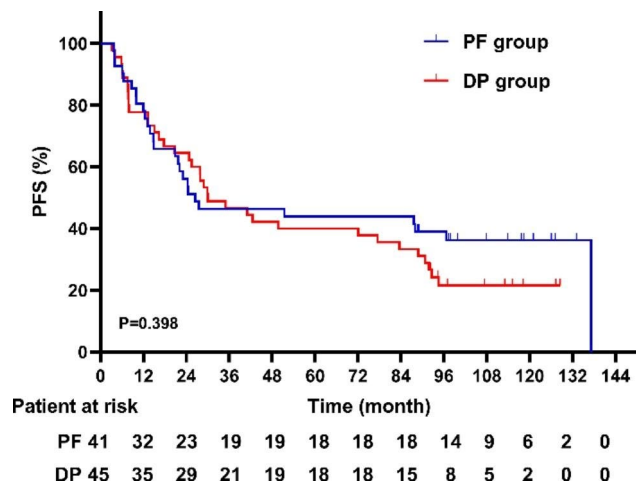 PF group
DP group
PFS (%)
100
80
60
40
20
0
P=0.398
0 12 24 36 48 60 72 84 96 108 120 132 144
Patient at risk Time (month)
PF 41 32 23 19 19 18 18 18 14 9 6 2 0
DP 45 35 29 21 19 18 18 15 8 5 2 0 0